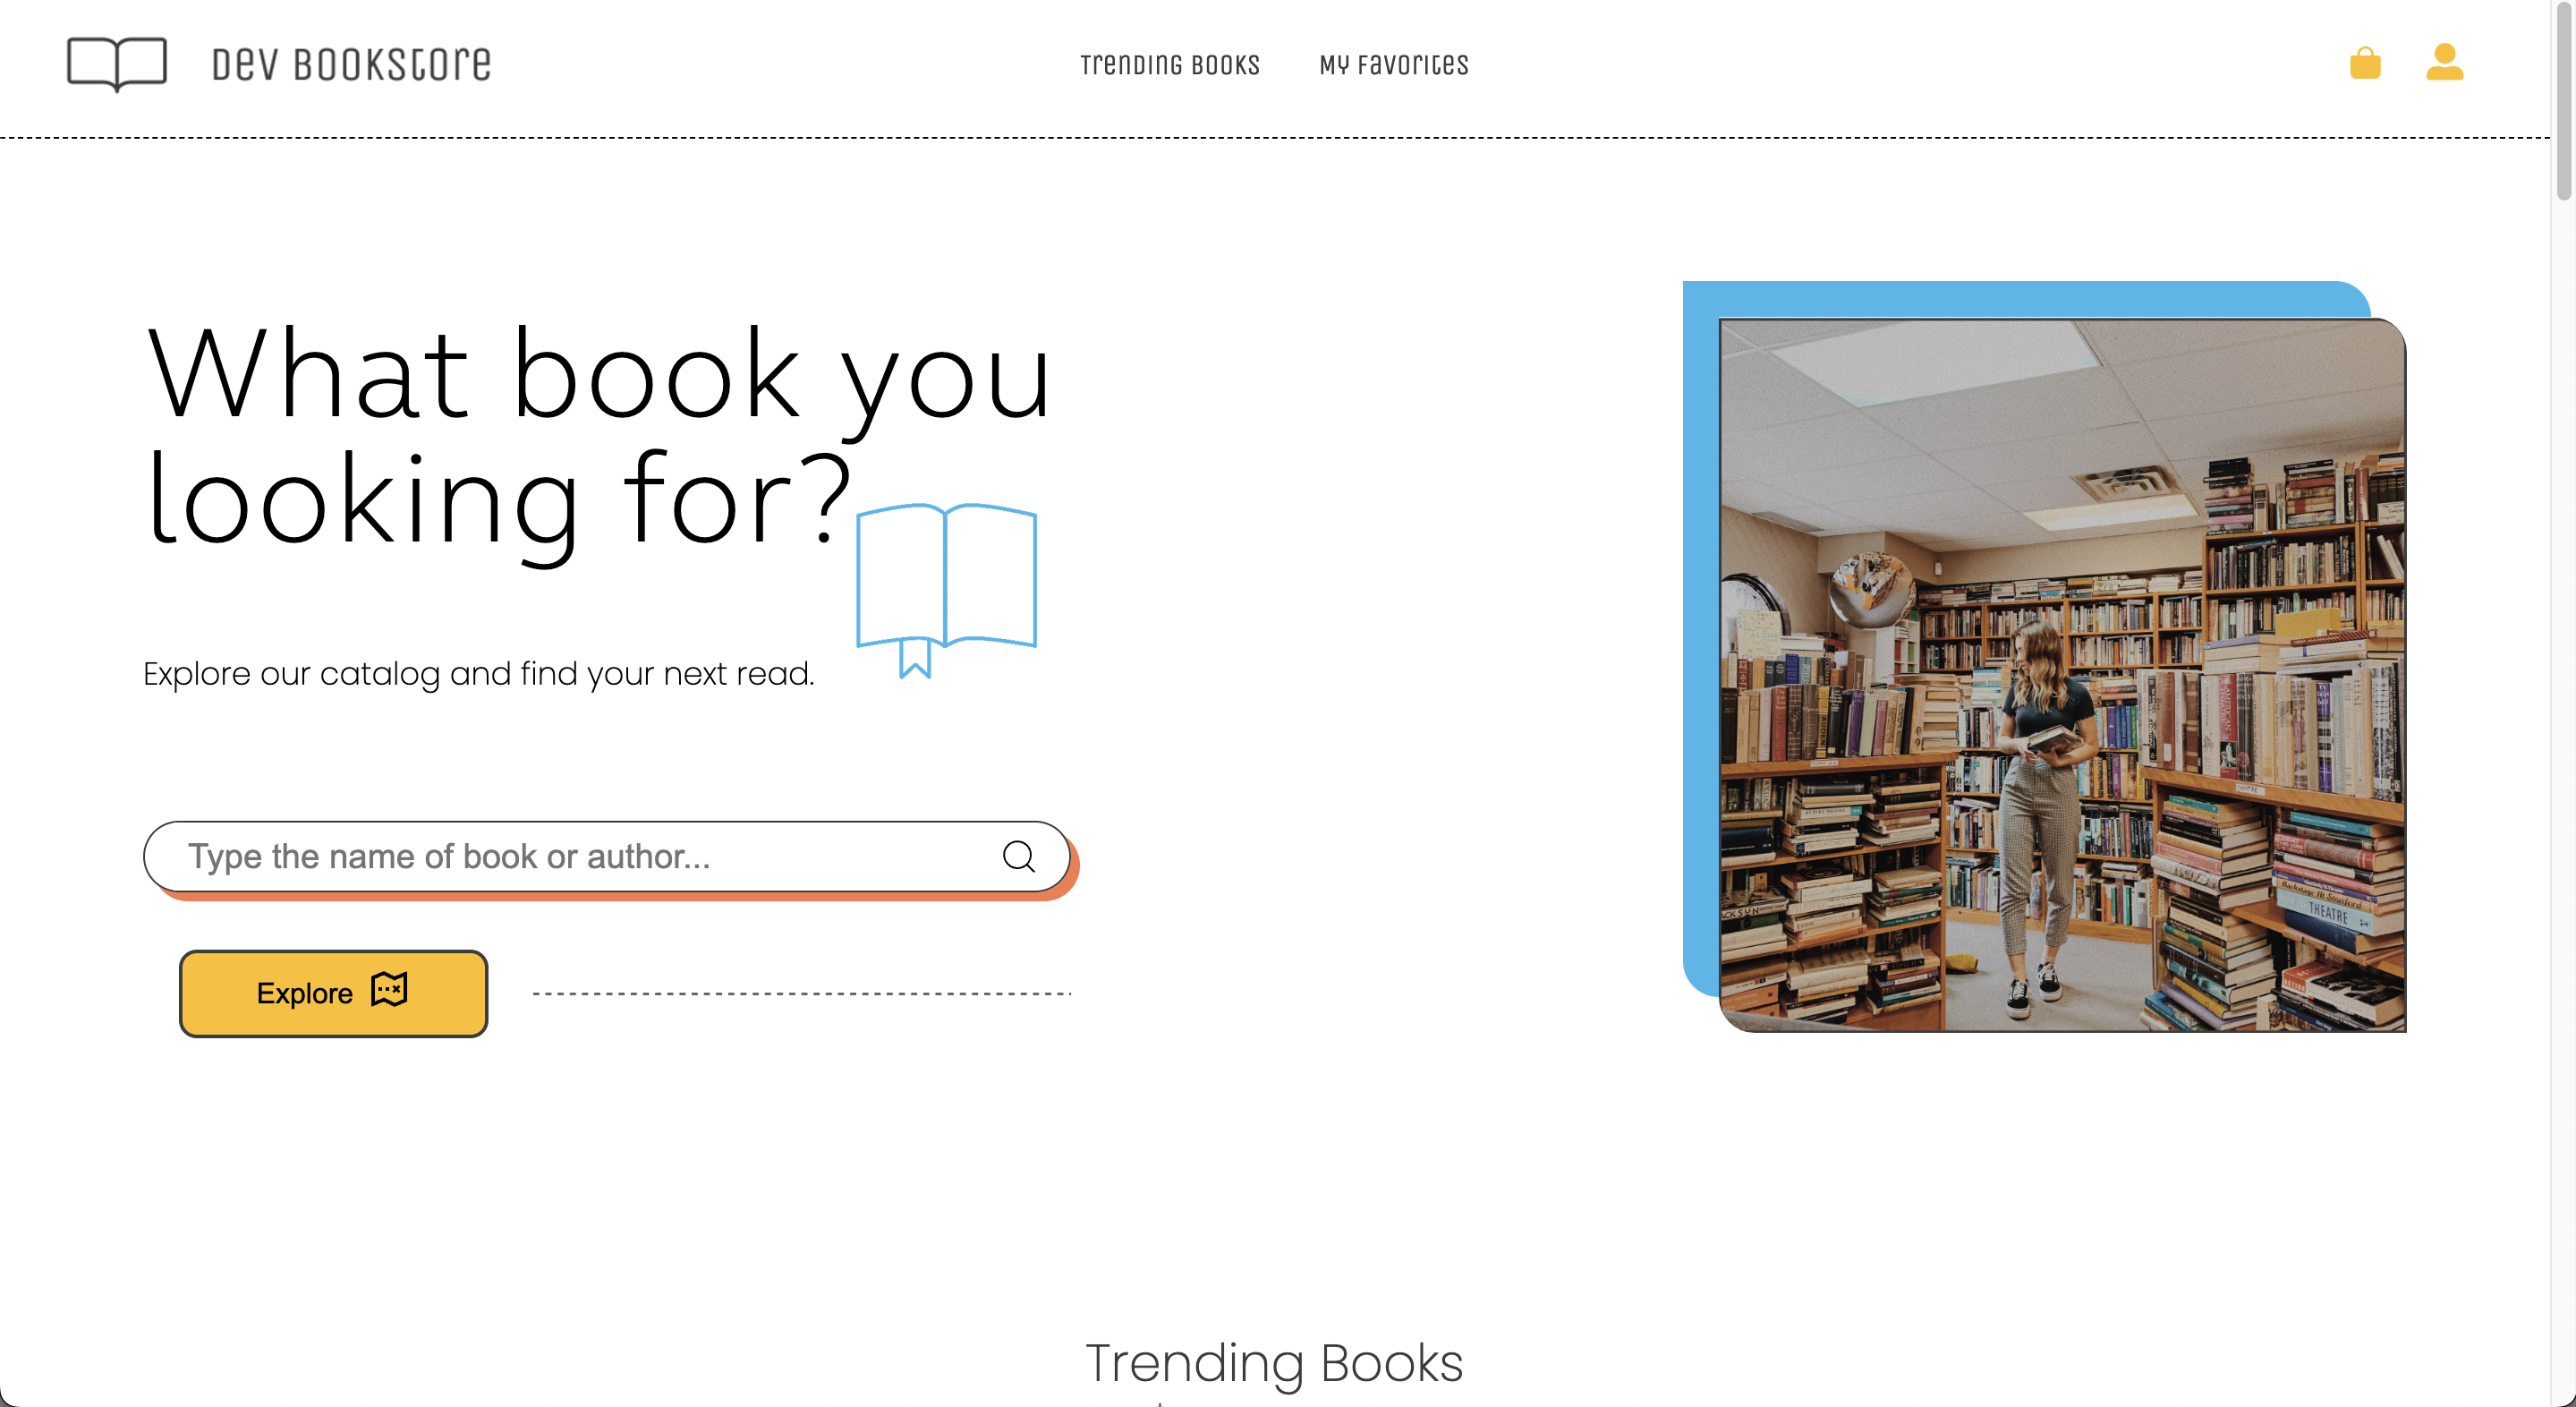 Dev Bookstore
Trending Books
My Favorites
What book you
looking for?
Explore our catalog and find your next read.
Type the name of book or author...
Explore
THEATRE
Trending Books